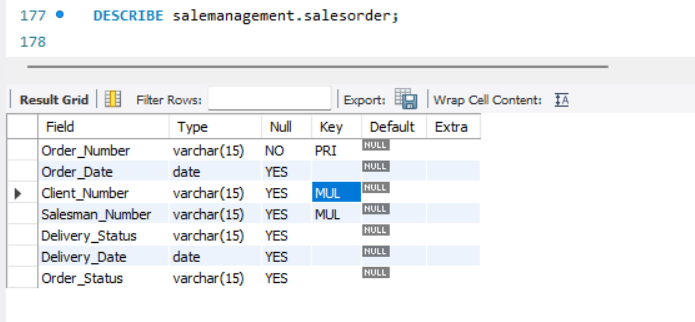 177 DESCRIBE salemanagement.salesorder;
178
Result Grid Filter Rows: Export: Wrap Cell Content: IA
Field Type Null Key Default Extra
Order_Number varchar(15) NO PRI NULL
Order_Date date YES NULL
Client_Number varchar(15) YES MUL NULL
Salesman_Number varchar(15) YES MUL NULL
Delivery_Status varchar(15) YES NULL
Delivery_Date date YES NULL
Order_Status varchar(15) YES NULL